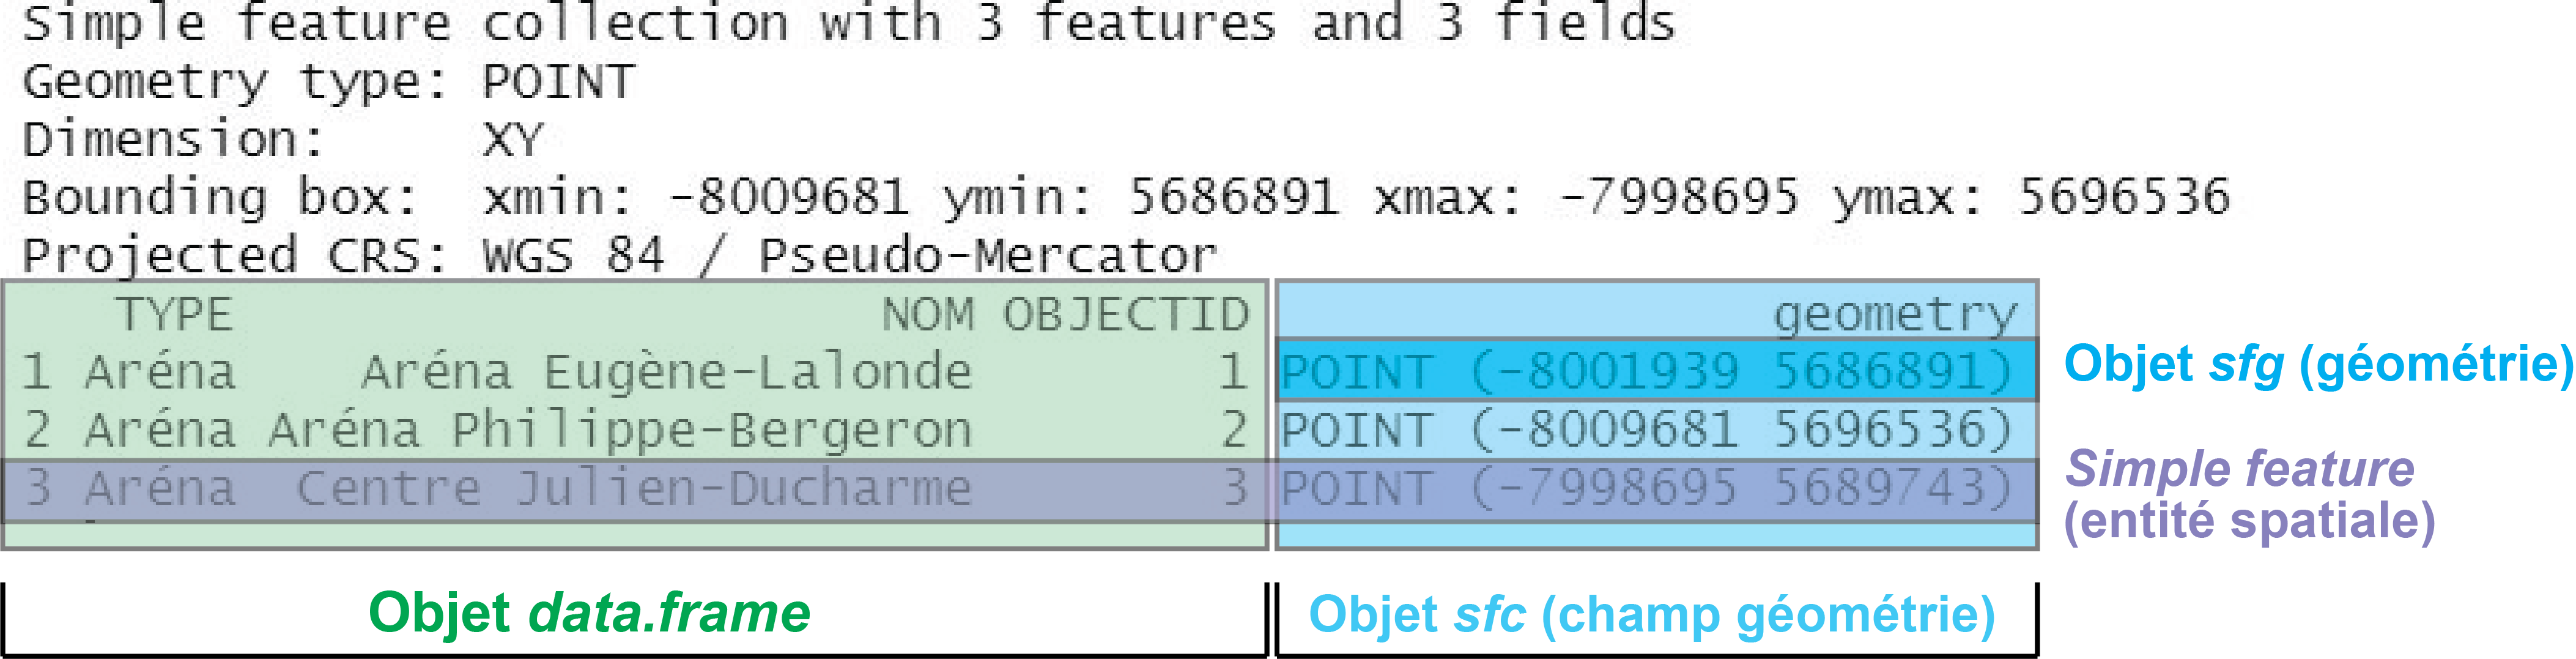 Simple feature collection with 3 features and 3 fields
Geometry type: POINT
Dimension:     XY
Bounding box:  xmin: -8009681 ymin: 5686891 xmax: -7998695 ymax: 5696536
Projected CRS: WGS 84 / Pseudo-Mercator
TYPE NOM OBJECTID geometry
1 Aréna Aréna Eugène-Lalonde 1 POINT (-8001939 5686891)
Objet sfg (géométrie)
2 Aréna Aréna Philippe-Bergeron 2 POINT (-8009681 5696536)
3 Aréna Centre Julien-Ducharme 3 POINT (-7998695 5689743)
Simple feature
(entité spatiale)
Objet data.frame
Objet sfc (champ géométrie)